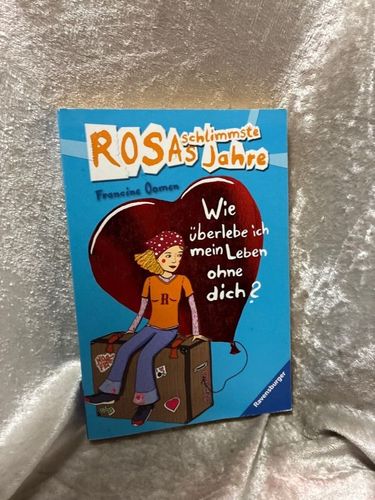 ROSAs schlimmste Jahre
Francine Oomen
Wie
überlebe ich
mein Leben
ohne
dich?
R
Ravensburger